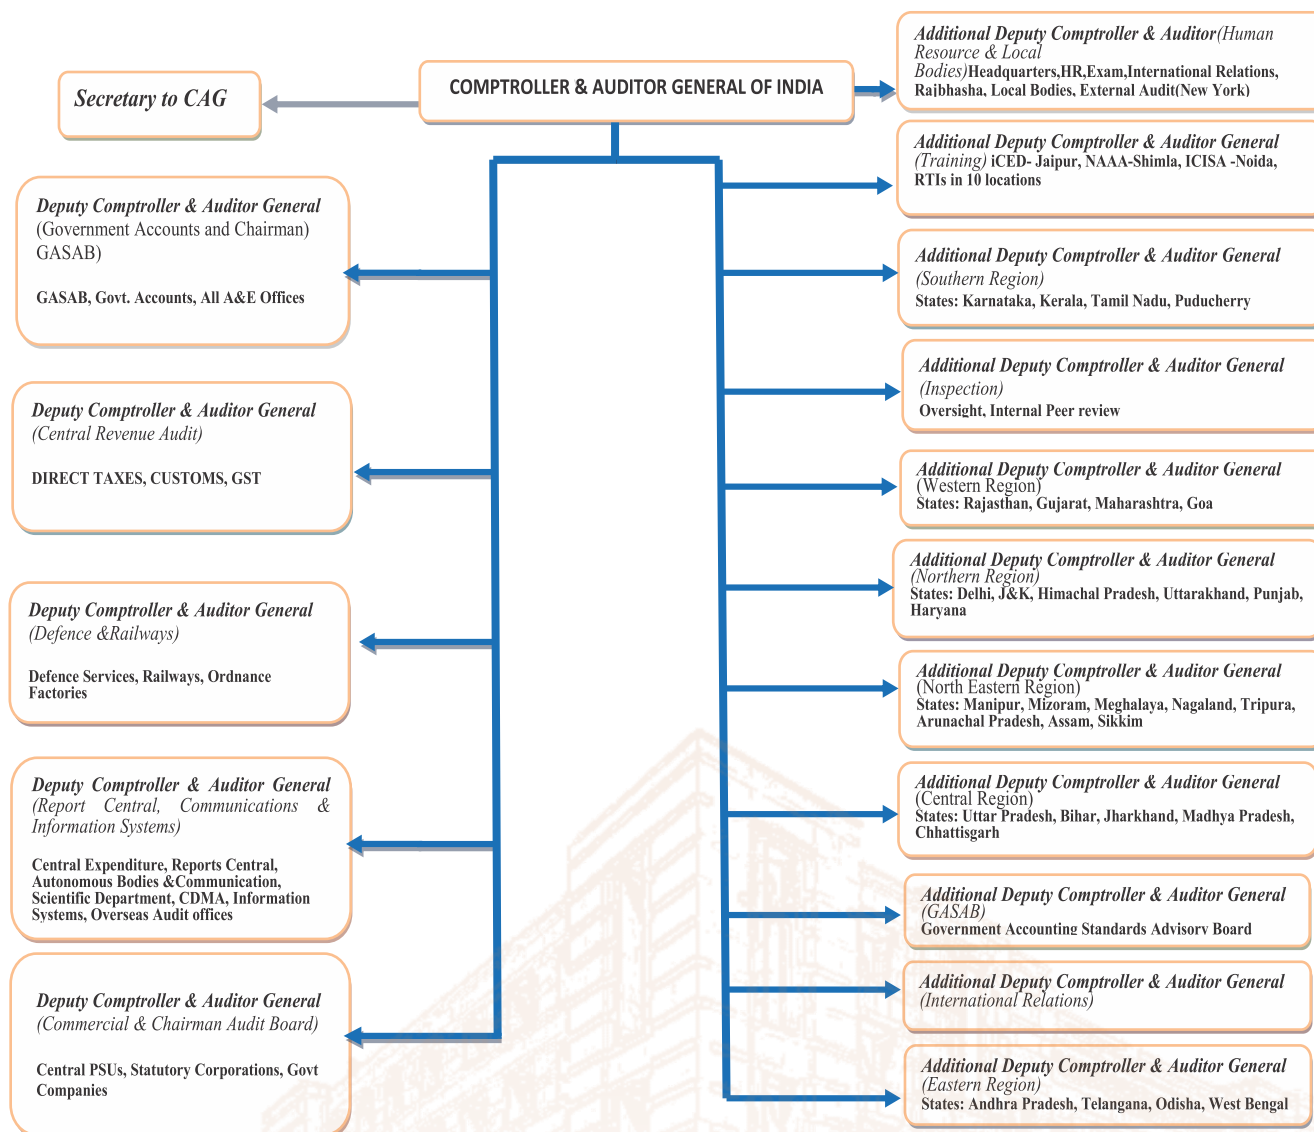 COMPTROLLER & AUDITOR GENERAL OF INDIA
Secretary to CAG
Deputy Comptroller & Auditor General
(Government Accounts and Chairman)
GASAB)
GASAB, Govt. Accounts, All A&E Offices
Deputy Comptroller & Auditor General
(Central Revenue Audit)
DIRECT TAXES, CUSTOMS, GST
Deputy Comptroller & Auditor General
(Defence &Railways)
Defence Services, Railways, Ordnance
Factories
Deputy Comptroller & Auditor General
(Report Central, Communications &
Information Systems)
Central Expenditure, Reports Central,
Autonomous Bodies &Communication,
Scientific Department, CDMA, Information
Systems, Overseas Audit offices
Deputy Comptroller & Auditor General
(Commercial & Chairman Audit Board)
Central PSUs, Statutory Corporations, Govt
Companies
Additional Deputy Comptroller & Auditor(Human
Resource & Local
Bodies)Headquarters,HR,Exam,International Relations,
Rajbhasha, Local Bodies, External Audit(New York)
Additional Deputy Comptroller & Auditor General
(Training) iCED- Jaipur, NAAA-Shimla, ICISA -Noida,
RTIs in 10 locations
Additional Deputy Comptroller & Auditor General
(Southern Region)
States: Karnataka, Kerala, Tamil Nadu, Puducherry
Additional Deputy Comptroller & Auditor General
(Inspection)
Oversight, Internal Peer review
Additional Deputy Comptroller & Auditor General
(Western Region)
States: Rajasthan, Gujarat, Maharashtra, Goa
Additional Deputy Comptroller & Auditor General
(Northern Region)
States: Delhi, J&K, Himachal Pradesh, Uttarakhand, Punjab,
Haryana
Additional Deputy Comptroller & Auditor General
(North Eastern Region)
States: Manipur, Mizoram, Meghalaya, Nagaland, Tripura,
Arunachal Pradesh, Assam, Sikkim
Additional Deputy Comptroller & Auditor General
(Central Region)
States: Uttar Pradesh, Bihar, Jharkhand, Madhya Pradesh,
Chhattisgarh
Additional Deputy Comptroller & Auditor General
(GASAB)
Government Accounting Standards Advisory Board
Additional Deputy Comptroller & Auditor General
(International Relations)
Additional Deputy Comptroller & Auditor General
(Eastern Region)
States: Andhra Pradesh, Telangana, Odisha, West Bengal